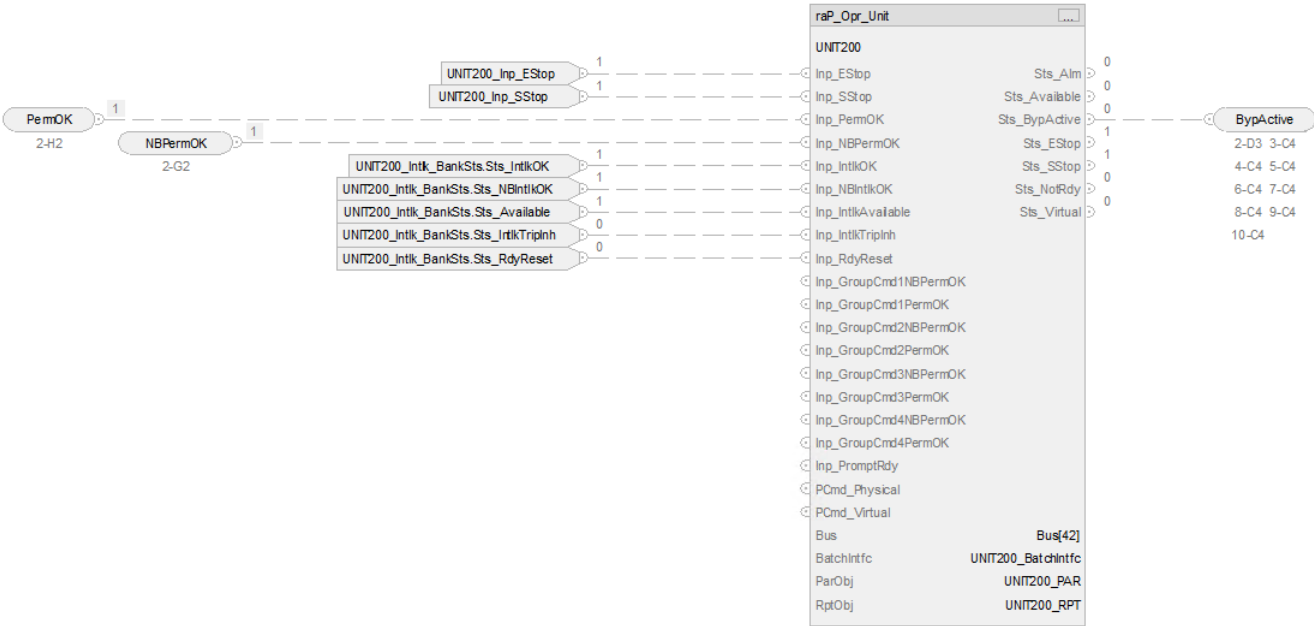 raP_Opr_Unit ...
UNIT200
UNIT200_Inp_EStop 1 Inp_EStop Sts_Alm 0
UNIT200_Inp_SStop 1 Inp_SStop Sts_Available 0
PermOK 1 Inp_PermOK Sts_BypActive 0 BypActive
2-H2 NBPermOK 1 Inp_NBPermOK Sts_EStop 1 2-D3 3-C4
2-G2 UNIT200_Intlk_BankSts.Sts_IntlkOK 1 Inp_IntlkOK Sts_SStop 1 4-C4 5-C4
UNIT200_Intlk_BankSts.Sts_NBIntlkOK 1 Inp_NBIntlkOK Sts_NotRdy 0 6-C4 7-C4
UNIT200_Intlk_BankSts.Sts_Available 1 Inp_IntlkAvailable Sts_Virtual 0 8-C4 9-C4
UNIT200_Intlk_BankSts.Sts_IntlkTripInh 0 Inp_IntlkTripInh 10-C4
UNIT200_Intlk_BankSts.Sts_RdyReset 0 Inp_RdyReset
Inp_GroupCmd1NBPermOK
Inp_GroupCmd1PermOK
Inp_GroupCmd2NBPermOK
Inp_GroupCmd2PermOK
Inp_GroupCmd3NBPermOK
Inp_GroupCmd3PermOK
Inp_GroupCmd4NBPermOK
Inp_GroupCmd4PermOK
Inp_PromptRdy
PCmd_Physical
PCmd_Virtual
Bus Bus[42]
BatchIntfc UNIT200_BatchIntfc
ParObj UNIT200_PAR
RptObj UNIT200_RPT